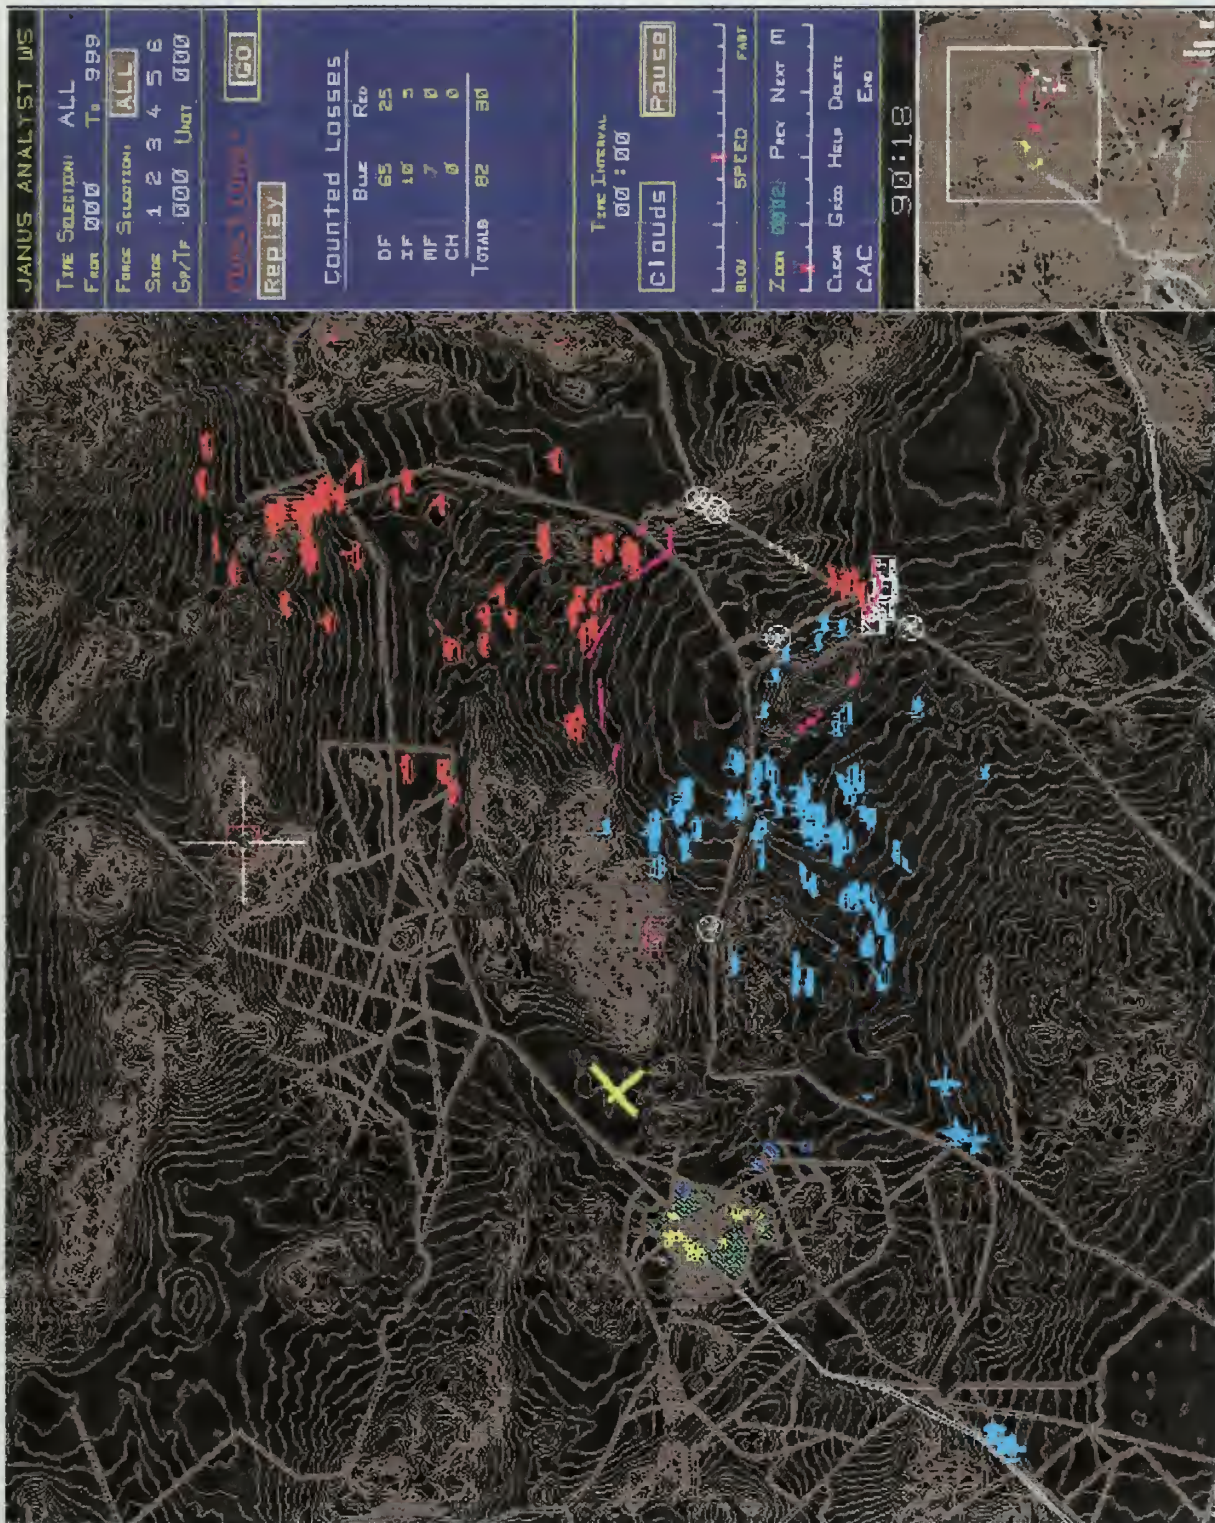 JANUS ANALYST WS
TIME SELECTION: ALL
FROM 000 TO 999
FORCE SELECTION: ALL
SIDE 1 2 3 4 5 6
GP/TF 000 UNIT 000
GO
Replay
Counted Losses
BLUE RED
DF 65 25
IF 10 5
MF 7 0
CH 0 0
TOTALS 82 30
TIME INTERVAL
00:00
Clouds Pause
SLOW SPEED FAST
ZOOM 0002 PREV NEXT M
CLEAR GRID HELP DELETE
CAC END
90:18